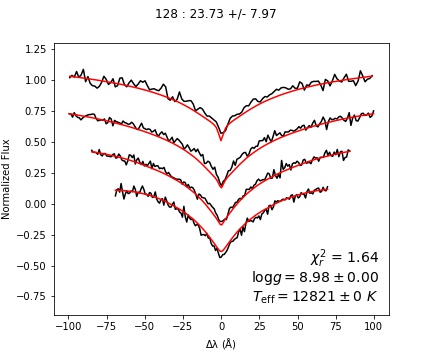 128 : 23.73 +/- 7.97
1.25
1.00
0.75
0.50
0.25
0.00
−0.25
−0.50
−0.75
Normalized Flux
χ²ᵣ = 1.64
logg = 8.98 ± 0.00
T_eff = 12821 ± 0 K
−100 −75 −50 −25 0 25 50 75 100
Δλ (Å)